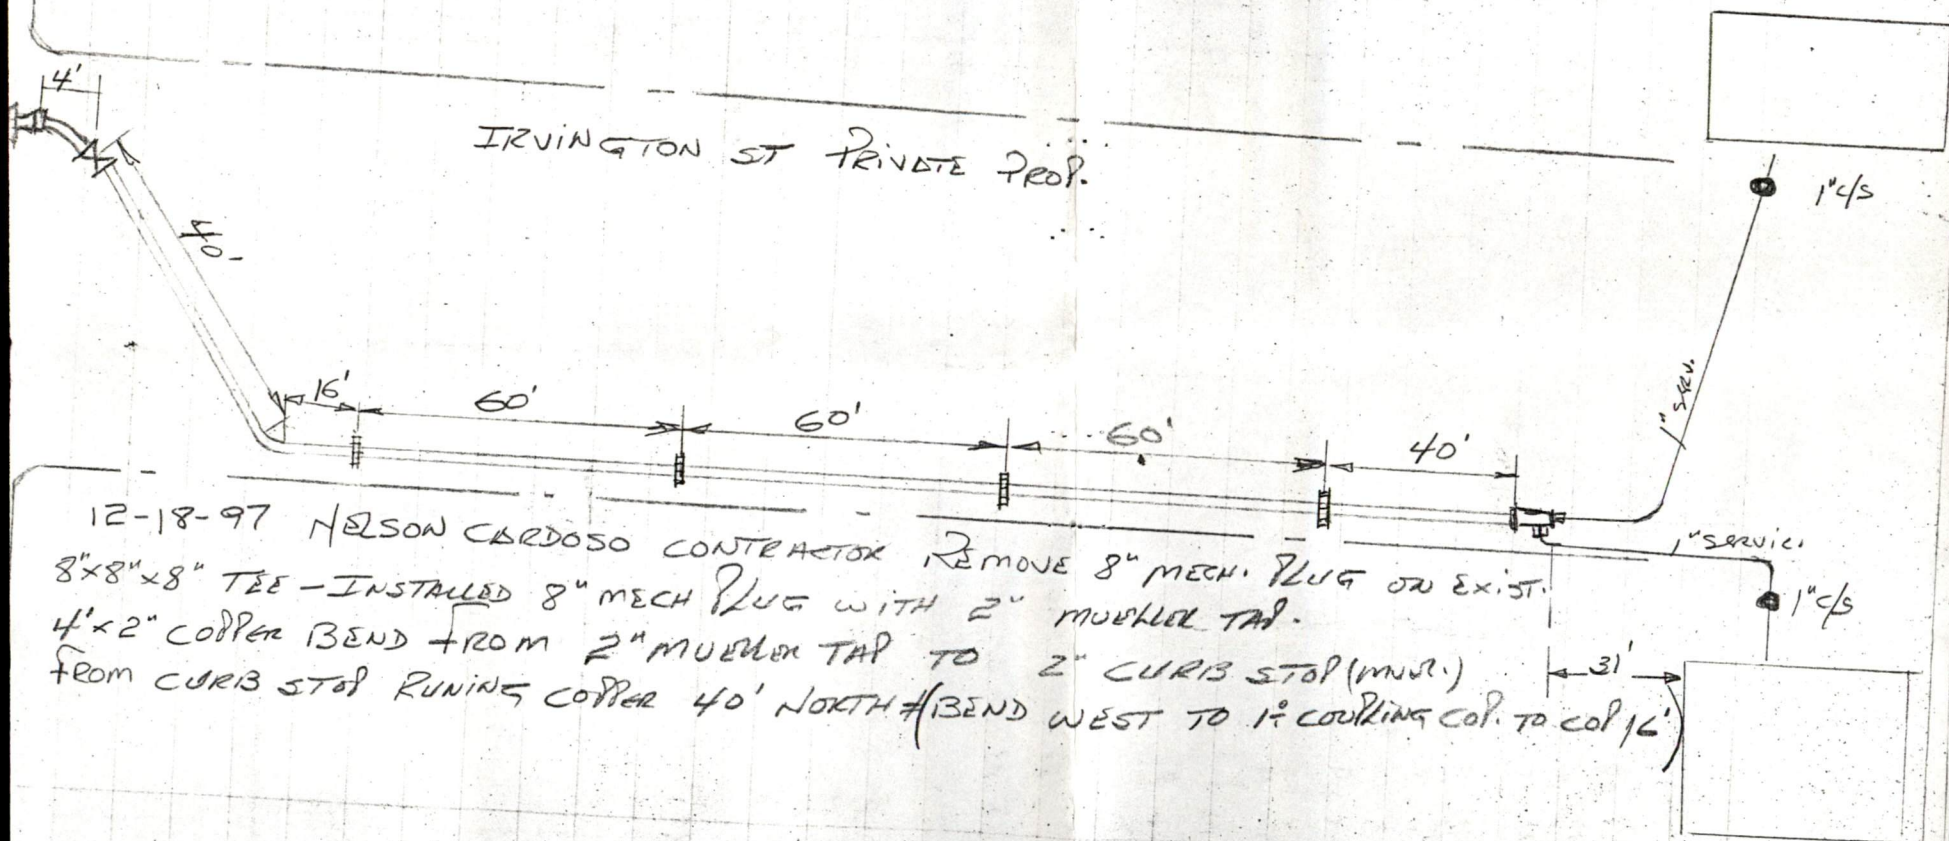 4'
IRVINGTON ST PRIVATE PROP.
1" c/s
40'
16'
60'
60'
60'
40'
1" serv.
1" servic.
1" c/s
31'
12-18-97 NELSON CARDOSO CONTRACTOR REMOVE 8" MECH. PLUG ON EXIST.
8"x8"x8" TEE - INSTALLED 8" MECH PLUG WITH 2" MUELLER TAP.
4'x2" COPPER BEND FROM 2" MUELLER TAP TO 2" CURB STOP (MUR.)
FROM CURB STOP RUNING COPPER 40' NORTH (BEND WEST TO COUPLING COP. TO COP 16')